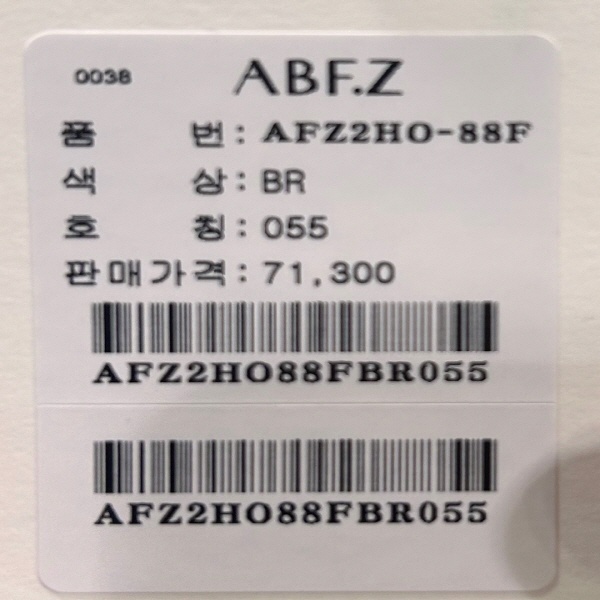 0038 ABF.Z
품 번 : AFZ2HO-88F
색 상 : BR
호 칭 : 055
판매가격 : 71,300
AFZ2HO88FBR055
AFZ2HO88FBR055